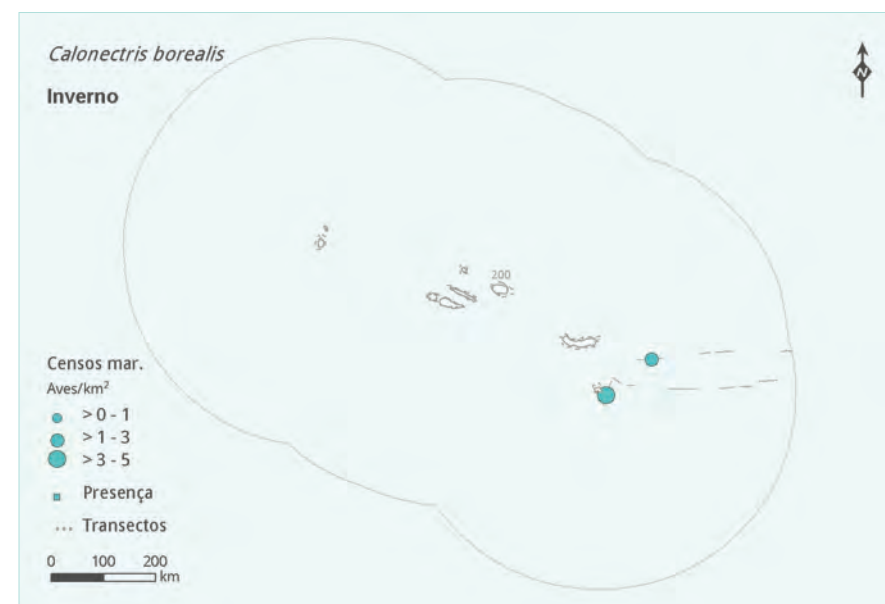 Calonectris borealis
Inverno
N
200
Censos mar.
Aves/km²
> 0 - 1
> 1 - 3
> 3 - 5
Presença
... Transectos
0 100 200
km